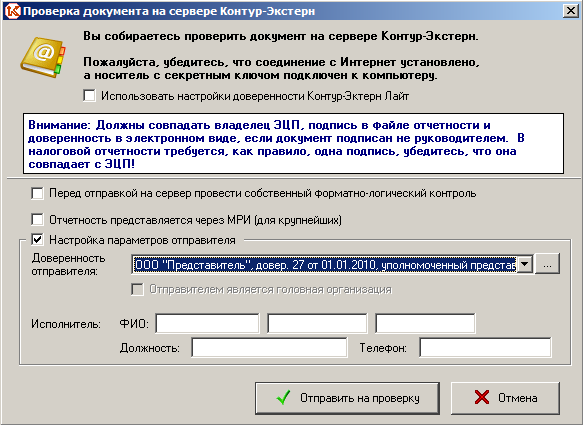 Проверка документа на сервере Контур-Экстерн
Вы собираетесь проверить документ на сервере Контур-Экстерн.
Пожалуйста, убедитесь, что соединение с Интернет установлено,
а носитель с секретным ключом подключен к компьютеру.
Использовать настройки доверенности Контур-Эктерн Лайт
Внимание: Должны совпадать владелец ЭЦП, подпись в файле отчетности и
доверенность в электронном виде, если документ подписан не руководителем. В
налоговой отчетности требуется, как правило, одна подпись, убедитесь, что она
совпадает с ЭЦП!
Перед отправкой на сервер провести собственный форматно-логический контроль
Отчетность представляется через МРИ (для крупнейших)
Настройка параметров отправителя
Доверенность
отправителя:
ООО "Представитель", довер. 27 от 01.01.2010, уполномоченный представ
...
Отправителем является головная организация
Исполнитель: ФИО:
Должность: Телефон:
Отправить на проверку Отмена